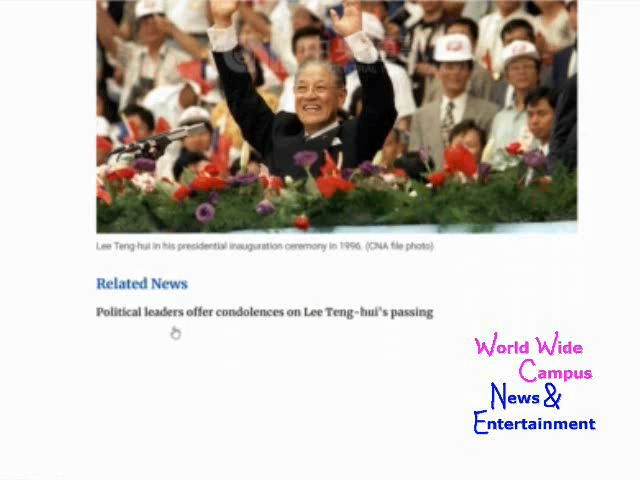 Lee Teng-hui in his presidential inauguration ceremony in 1996. (CNA file photo)
Related News
Political leaders offer condolences on Lee Teng-hui's passing
World Wide
Campus
News &
Entertainment